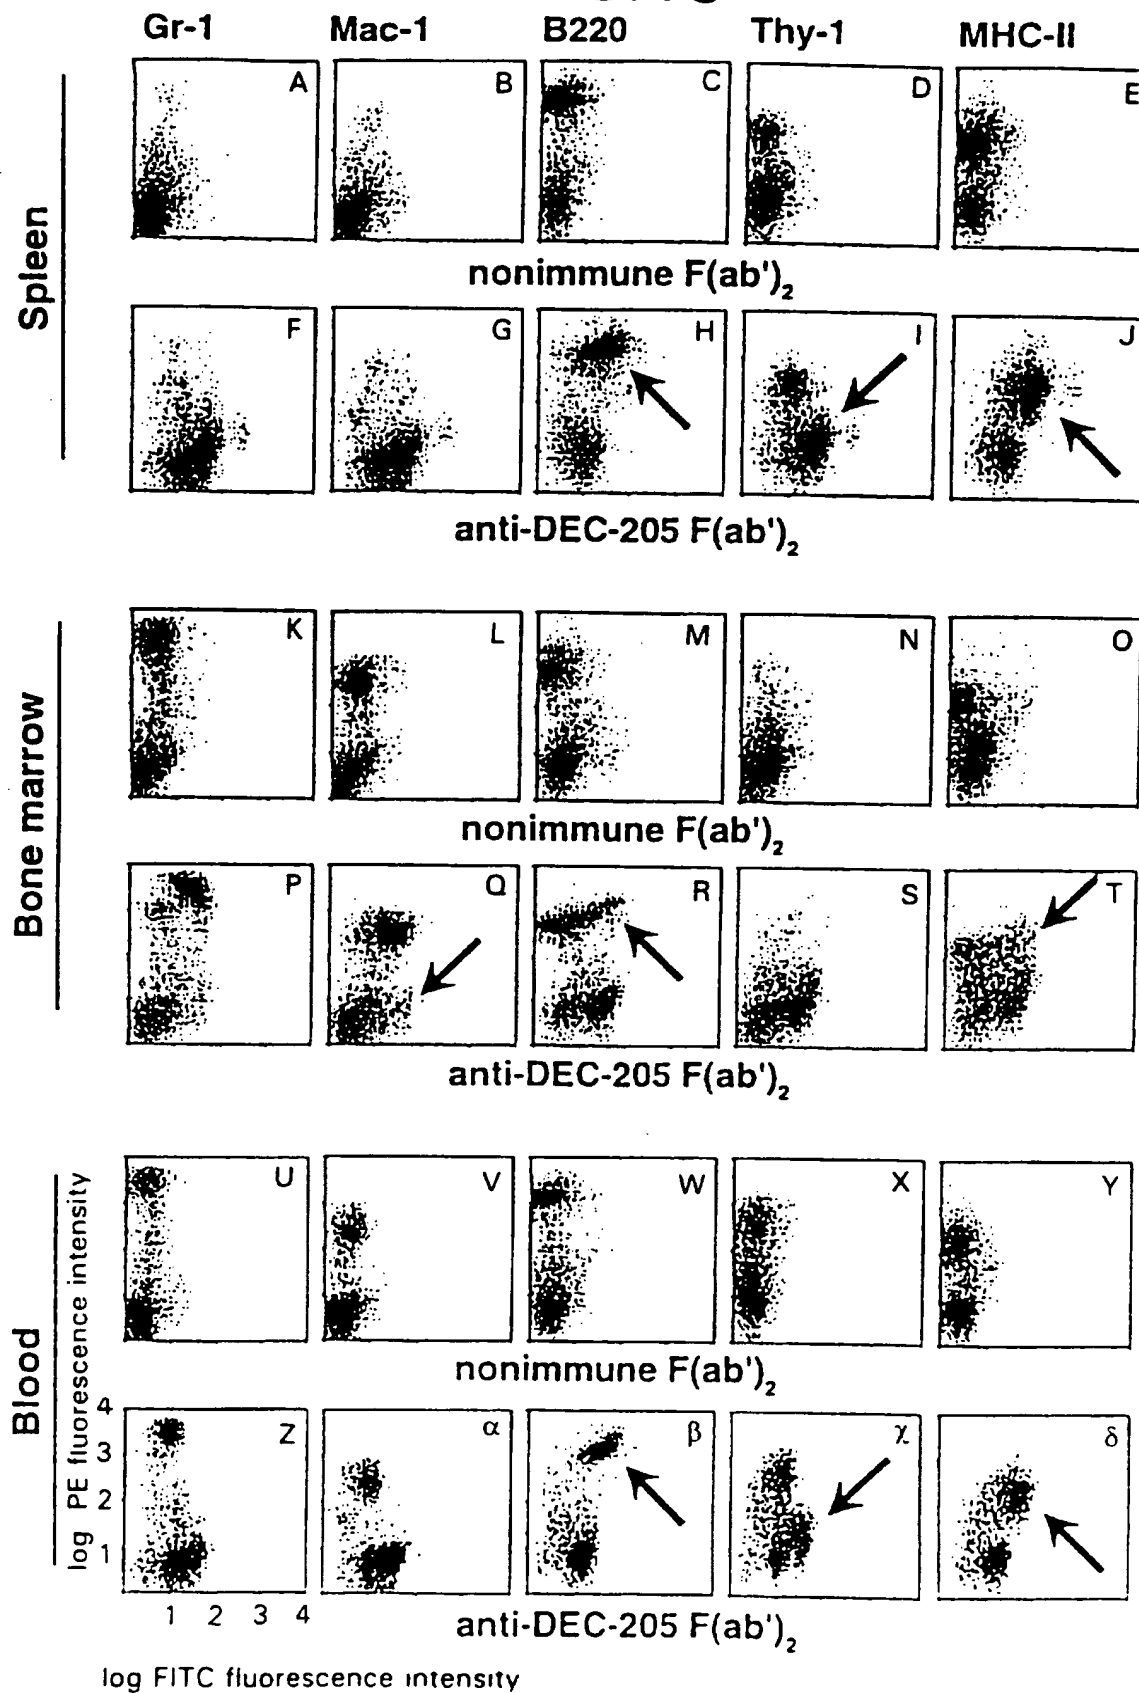 Gr-1 Mac-1 B220 Thy-1 MHC-II
A B C D E
Spleen
nonimmune F(ab')₂
F G H I J
anti-DEC-205 F(ab')₂
K L M N O
Bone marrow
nonimmune F(ab')₂
P Q R S T
anti-DEC-205 F(ab')₂
U V W X Y
Blood
nonimmune F(ab')₂
log PE fluorescence intensity
4
3
2
1
Z α β χ δ
1 2 3 4
anti-DEC-205 F(ab')₂
log FITC fluorescence intensity